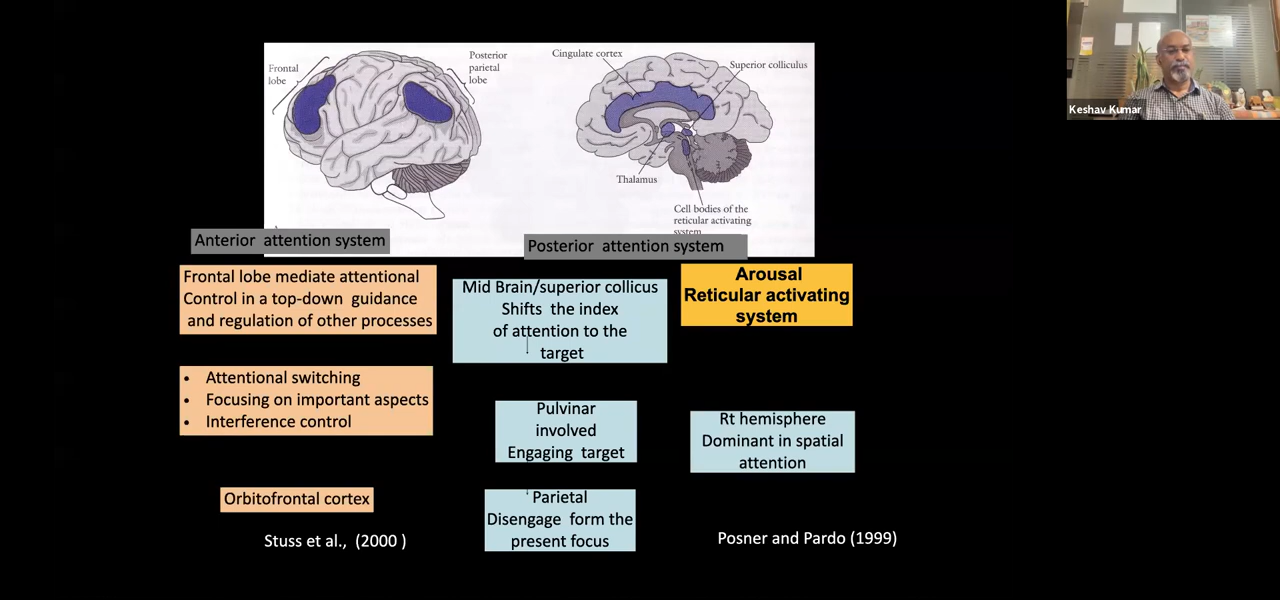 Frontal
lobe
Posterior
parietal
lobe
Cingulate cortex
Superior colliculus
Thalamus
Cell bodies of the
reticular activating
system
Keshav Kumar
Anterior attention system
Posterior attention system
Frontal lobe mediate attentional
Control in a top-down guidance
and regulation of other processes
Mid Brain/superior collicus
Shifts the index
of attention to the
target
Arousal
Reticular activating
system
• Attentional switching
• Focusing on important aspects
• Interference control
Pulvinar
involved
Engaging target
Rt hemisphere
Dominant in spatial
attention
Orbitofrontal cortex
Parietal
Disengage form the
present focus
Stuss et al., (2000 )
Posner and Pardo (1999)